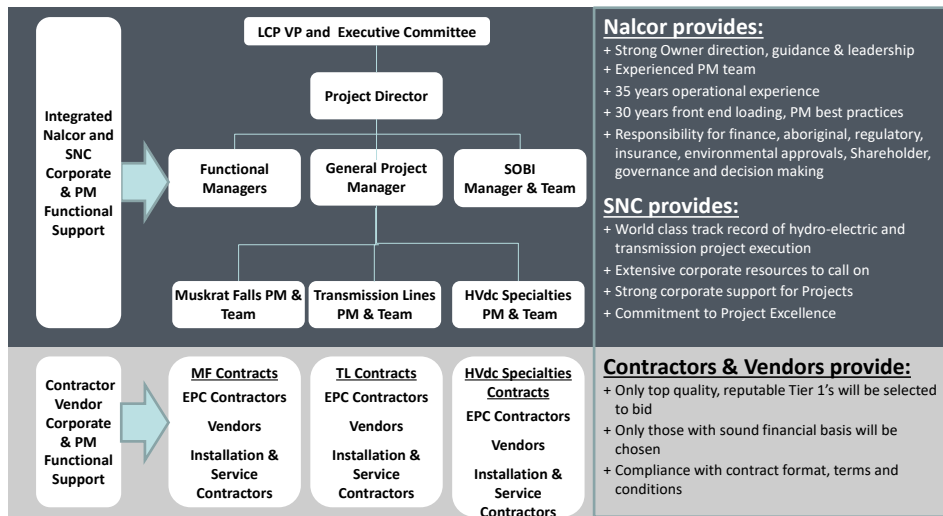 LCP VP and Executive Committee
Project Director
Integrated
Nalcor and
SNC
Corporate
& PM
Functional
Support
Functional
Managers
General Project
Manager
SOBI
Manager & Team
Muskrat Falls PM &
Team
Transmission Lines
PM & Team
HVdc Specialties
PM & Team
Nalcor provides:
+ Strong Owner direction, guidance & leadership
+ Experienced PM team
+ 35 years operational experience
+ 30 years front end loading, PM best practices
+ Responsibility for finance, aboriginal, regulatory,
insurance, environmental approvals, Shareholder,
governance and decision making
SNC provides:
+ World class track record of hydro-electric and
transmission project execution
+ Extensive corporate resources to call on
+ Strong corporate support for Projects
+ Commitment to Project Excellence
Contractor
Vendor
Corporate
& PM
Functional
Support
MF Contracts
EPC Contractors
Vendors
Installation &
Service
Contractors
TL Contracts
EPC Contractors
Vendors
Installation &
Service
Contractors
HVdc Specialties
Contracts
EPC Contractors
Vendors
Installation &
Service
Contractors
Contractors & Vendors provide:
+ Only top quality, reputable Tier 1's will be selected
to bid
+ Only those with sound financial basis will be
chosen
+ Compliance with contract format, terms and
conditions